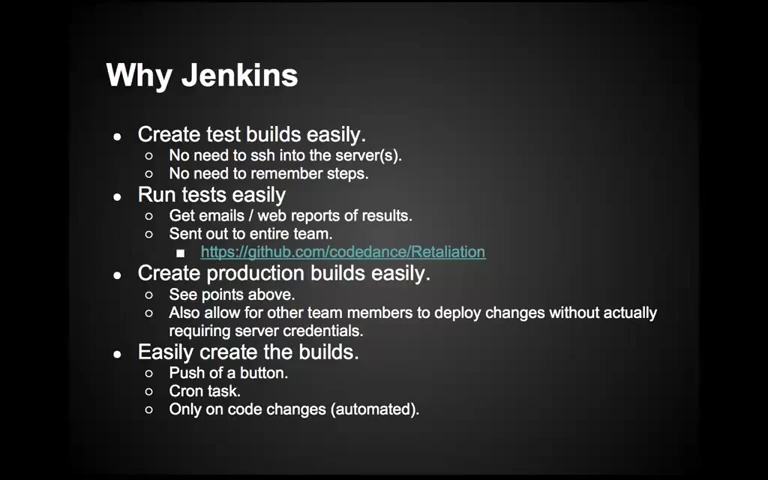 Why Jenkins
● Create test builds easily.
○ No need to ssh into the server(s).
○ No need to remember steps.
● Run tests easily
○ Get emails / web reports of results.
○ Sent out to entire team.
■ https://github.com/codedance/Retaliation
● Create production builds easily.
○ See points above.
○ Also allow for other team members to deploy changes without actually
requiring server credentials.
● Easily create the builds.
○ Push of a button.
○ Cron task.
○ Only on code changes (automated).